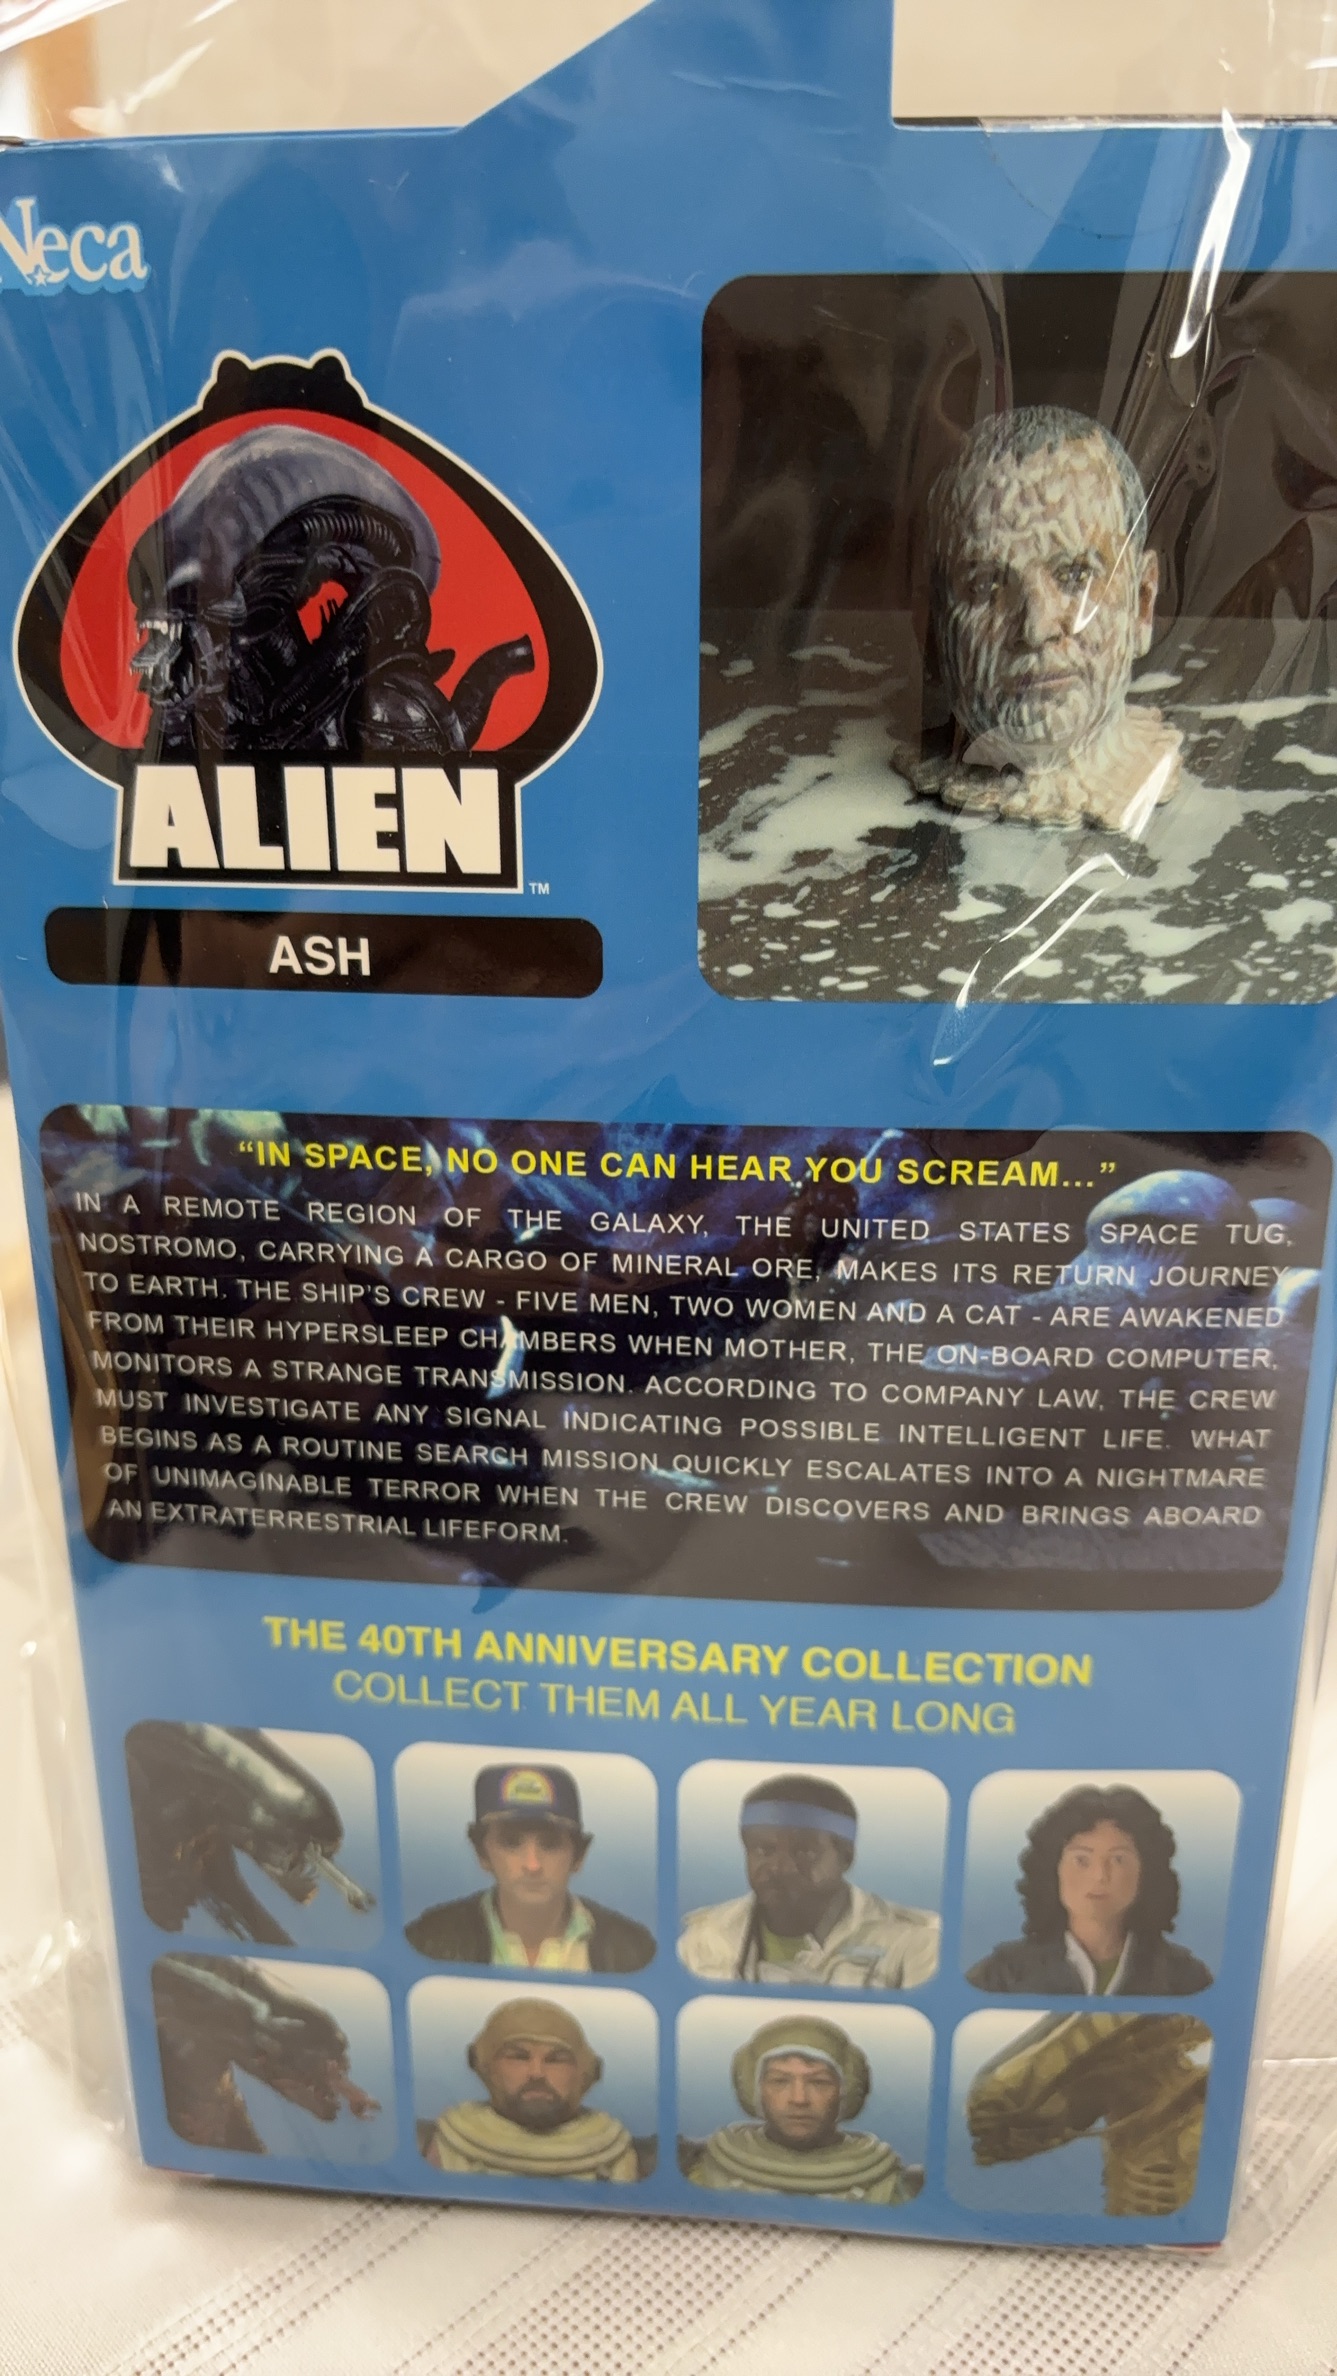 Neca
ALIEN
TM
ASH
“IN SPACE, NO ONE CAN HEAR YOU SCREAM...”
IN A REMOTE REGION OF THE GALAXY, THE UNITED STATES SPACE TUG,
NOSTROMO, CARRYING A CARGO OF MINERAL ORE, MAKES ITS RETURN JOURNEY
TO EARTH. THE SHIP'S CREW - FIVE MEN, TWO WOMEN AND A CAT - ARE AWAKENED
FROM THEIR HYPERSLEEP CHAMBERS WHEN MOTHER, THE ON-BOARD COMPUTER,
MONITORS A STRANGE TRANSMISSION. ACCORDING TO COMPANY LAW, THE CREW
MUST INVESTIGATE ANY SIGNAL INDICATING POSSIBLE INTELLIGENT LIFE. WHAT
BEGINS AS A ROUTINE SEARCH MISSION QUICKLY ESCALATES INTO A NIGHTMARE
OF UNIMAGINABLE TERROR WHEN THE CREW DISCOVERS AND BRINGS ABOARD
AN EXTRATERRESTRIAL LIFEFORM.
THE 40TH ANNIVERSARY COLLECTION
COLLECT THEM ALL YEAR LONG